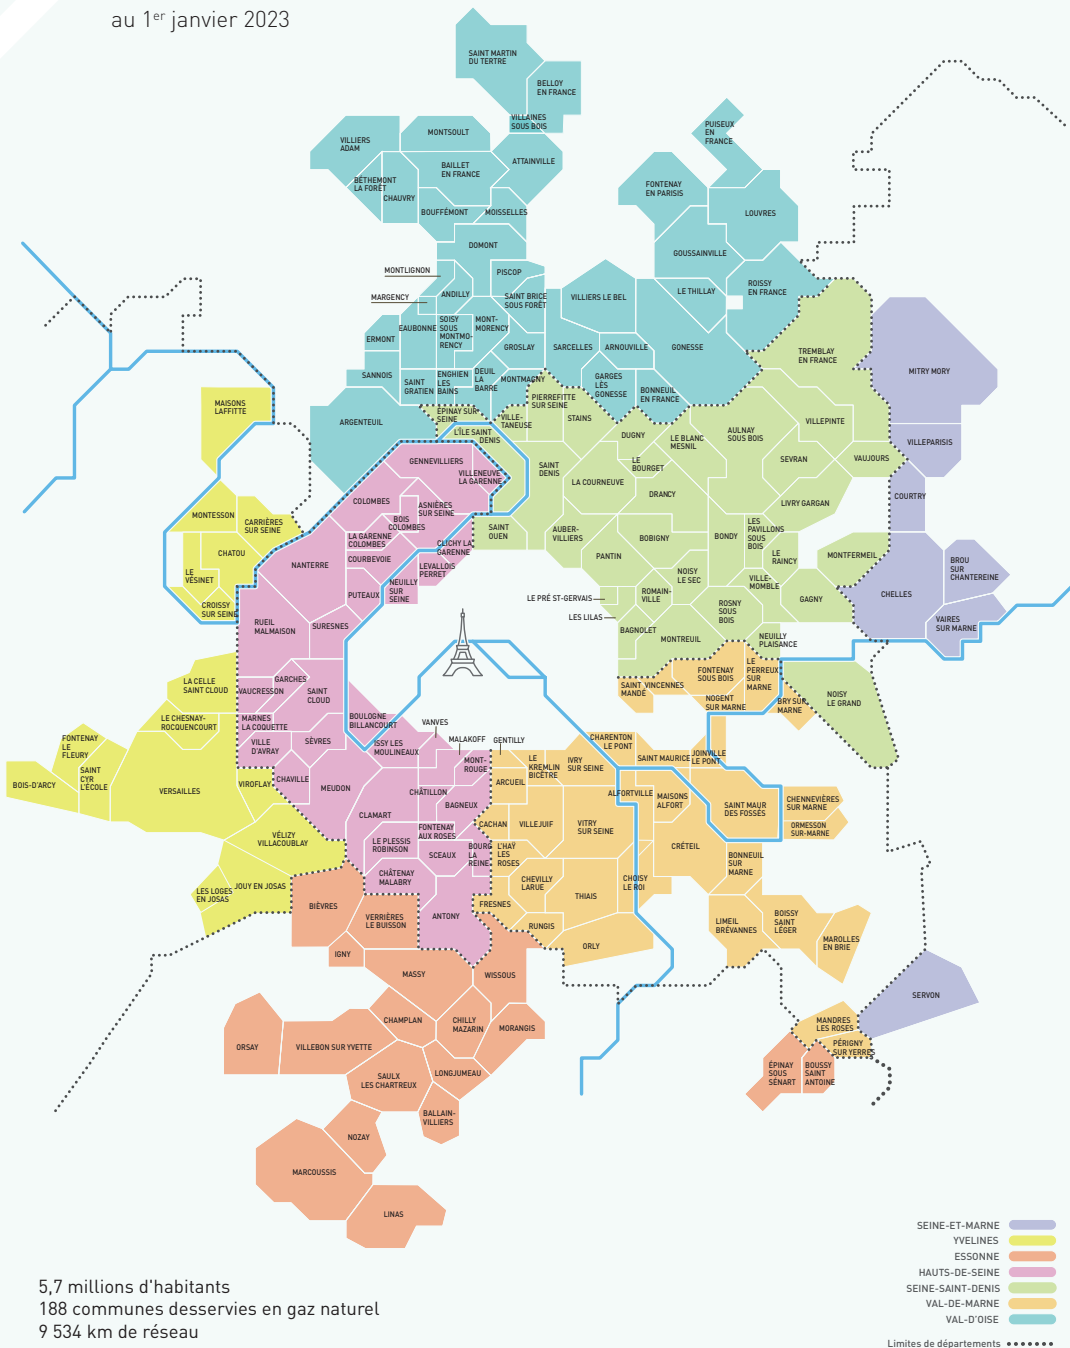 au 1er janvier 2023
SAINT MARTIN
DU TERTRE
BELLOY
EN FRANCE
VILLAINES
SOUS BOIS
PUISEUX
EN
FRANCE
VILLIERS
ADAM
MONTSOULT
BAILLET
EN FRANCE
ATTAINVILLE
BÉTHEMONT
LA FORÊT
CHAUVRY
FONTENAY
EN PARISIS
BOUFFÉMONT
MOISSELLES
LOUVRES
DOMONT
GOUSSAINVILLE
MONTLIGNON
PISCOP
MARGENCY
ANDILLY
SAINT BRICE
SOUS FORÊT
VILLIERS LE BEL
LE THILLAY
ROISSY
EN FRANCE
ERMONT
EAUBONNE
SOISY
SOUS
MONTMO-
RENCY
MONT-
MORENCY
GROSLAY
SARCELLES
ARNOUVILLE
GONESSE
TREMBLAY
EN FRANCE
MITRY MORY
SANNOIS
SAINT
GRATIEN
ENGHIEN
LES
BAINS
DEUIL
LA
BARRE
MONTMAGNY
GARGES
LÈS
GONESSE
BONNEUIL
EN FRANCE
MAISONS
LAFFITTE
ARGENTEUIL
ÉPINAY SUR
SEINE
VILLE-
TANEUSE
PIERREFITTE
SUR SEINE
STAINS
L'ÎLE SAINT
DENIS
DUGNY
LE BLANC
MESNIL
AULNAY
SOUS BOIS
VILLEPINTE
VILLEPARISIS
GENNEVILLIERS
VILLENEUVE
LA GARENNE
SAINT
DENIS
LE
BOURGET
LA COURNEUVE
SEVRAN
VAUJOURS
COURTRY
COLOMBES
BOIS
COLOMBES
ASNIÈRES
SUR SEINE
DRANCY
LIVRY GARGAN
MONTESSON
CARRIÈRES
SUR SEINE
LA GARENNE
COLOMBES
CLICHY LA
GARENNE
SAINT
OUEN
AUBER-
VILLIERS
BOBIGNY
BONDY
LES
PAVILLONS
SOUS
BOIS
CHATOU
NANTERRE
COURBEVOIE
LEVALLOIS
PERRET
PANTIN
LE
RAINCY
MONTFERMEIL
BROU
SUR
CHANTEREINE
LE
VÉSINET
NEUILLY
SUR
SEINE
NOISY
LE SEC
VILLE-
MOMBLE
CHELLES
CROISSY
SUR SEINE
PUTEAUX
LE PRÉ ST-GERVAIS
ROMAIN-
VILLE
GAGNY
RUEIL
MALMAISON
SURESNES
LES LILAS
ROSNY
SOUS
BOIS
VAIRES
SUR MARNE
BAGNOLET
MONTREUIL
NEUILLY
PLAISANCE
LA CELLE
SAINT CLOUD
GARCHES
VAUCRESSON
SAINT
CLOUD
SAINT
MANDÉ
VINCENNES
FONTENAY
SOUS BOIS
LE
PERREUX
SUR
MARNE
NOGENT
SUR MARNE
BRY SUR
MARNE
NOISY
LE GRAND
LE CHESNAY-
ROCQUENCOURT
MARNES
LA COQUETTE
BOULOGNE
BILLANCOURT
VANVES
FONTENAY
LE
FLEURY
VILLE
D'AVRAY
SÈVRES
ISSY LES
MOULINEAUX
MALAKOFF
GENTILLY
CHARENTON
LE PONT
SAINT MAURICE
JOINVILLE
LE PONT
BOIS-D'ARCY
SAINT
CYR
L'ÉCOLE
VERSAILLES
VIROFLAY
CHAVILLE
MEUDON
MONT-
ROUGE
LE
KREMLIN
BICÊTRE
IVRY
SUR SEINE
ARCUEIL
CHÂTILLON
ALFORTVILLE
MAISONS
ALFORT
SAINT MAUR
DES FOSSÉS
CHENNEVIÈRES
SUR MARNE
BAGNEUX
CLAMART
CACHAN
VILLEJUIF
VITRY
SUR SEINE
ORMESSON
SUR-MARNE
VÉLIZY
VILLACOUBLAY
FONTENAY
AUX ROSES
LE PLESSIS
ROBINSON
SCEAUX
BOURG
LA
REINE
L'HAŸ
LES
ROSES
CRÉTEIL
BONNEUIL
SUR
MARNE
CHÂTENAY
MALABRY
CHEVILLY
LARUE
CHOISY
LE ROI
LES LOGES
EN JOSAS
JOUY EN JOSAS
THIAIS
BIÈVRES
FRESNES
VERRIÈRES
LE BUISSON
ANTONY
RUNGIS
LIMEIL
BRÉVANNES
BOISSY
SAINT
LÉGER
MAROLLES
EN BRIE
ORLY
IGNY
MASSY
WISSOUS
SERVON
CHAMPLAN
CHILLY
MAZARIN
MORANGIS
MANDRES
LES ROSES
PÉRIGNY
SUR YERRES
ORSAY
VILLEBON SUR YVETTE
SAULX
LES CHARTREUX
LONGJUMEAU
ÉPINAY
SOUS
SÉNART
BOUSSY
SAINT
ANTOINE
BALLAIN-
VILLIERS
NOZAY
MARCOUSSIS
LINAS
SEINE-ET-MARNE
YVELINES
ESSONNE
HAUTS-DE-SEINE
SEINE-SAINT-DENIS
VAL-DE-MARNE
VAL-D'OISE
Limites de départements
5,7 millions d'habitants
188 communes desservies en gaz naturel
9 534 km de réseau